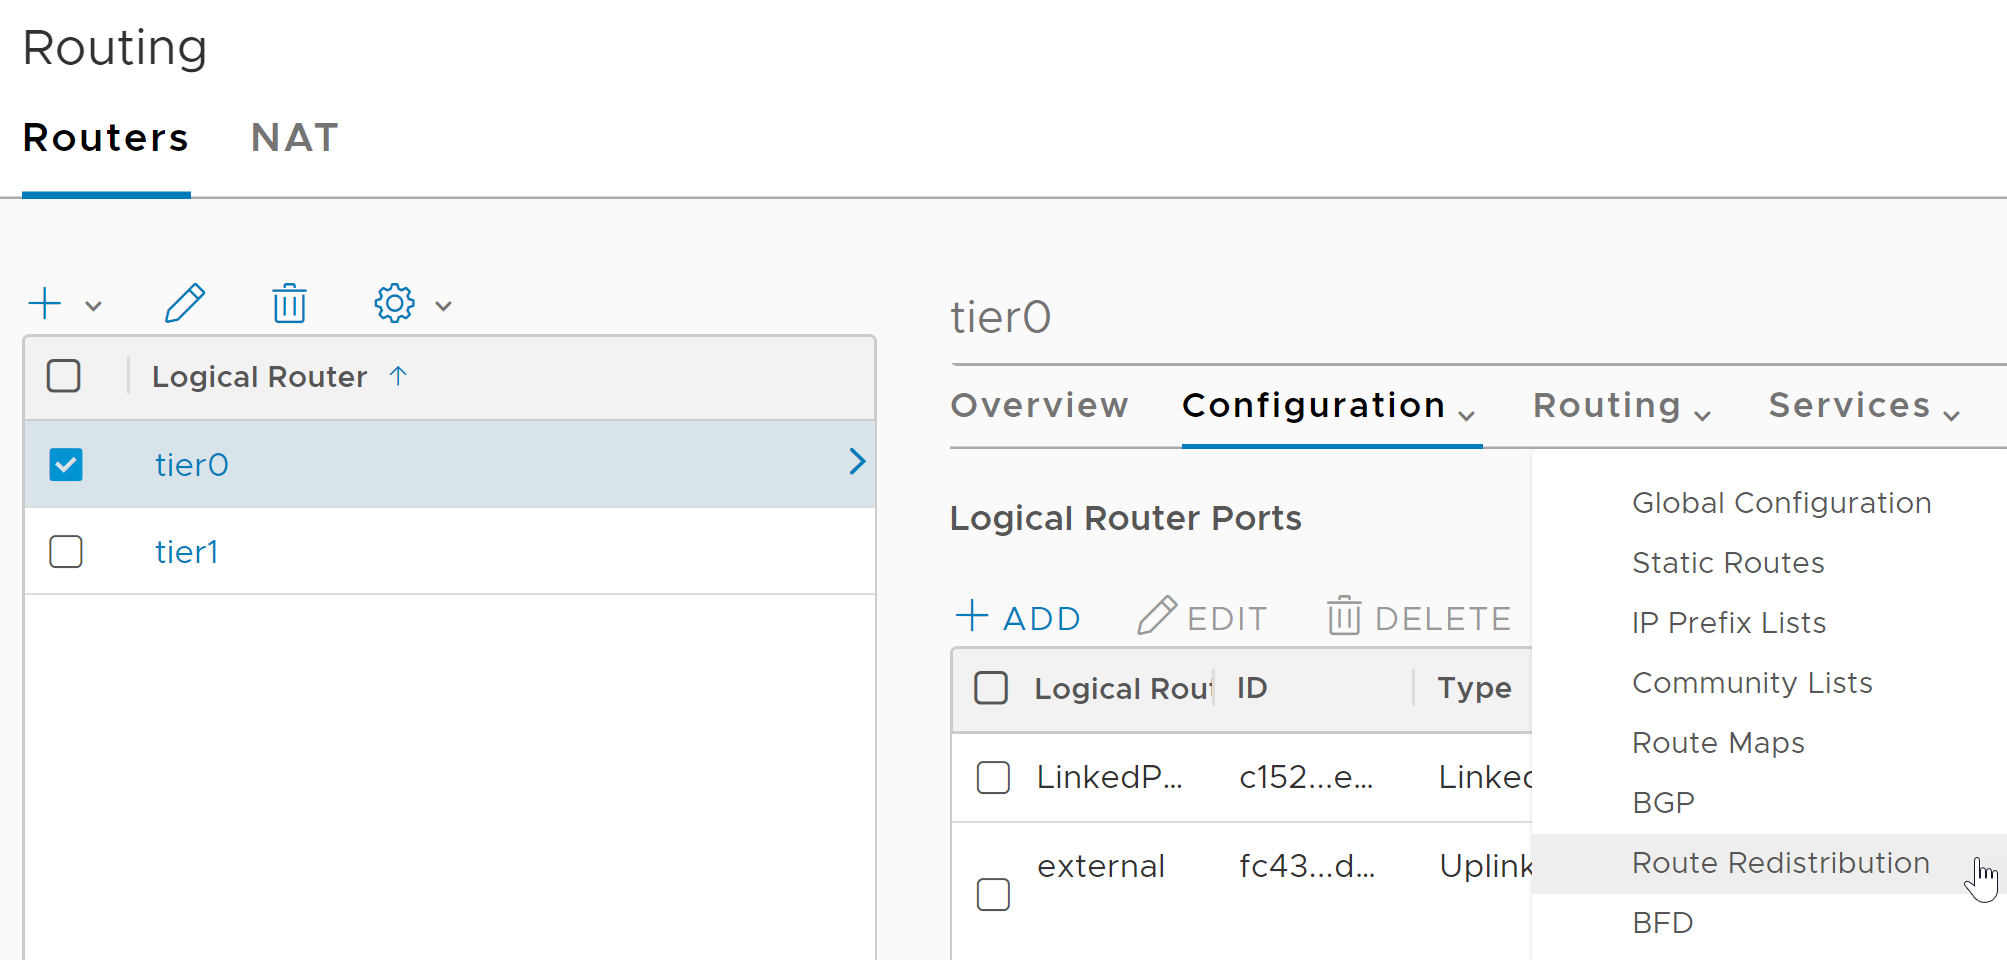 Routing
Routers NAT
Logical Router
tier0
tier1
tier0
Overview Configuration Routing Services
Logical Router Ports
ADD EDIT DELETE
Logical Rout ID Type
LinkedP... c152...e... Linked
external fc43...d... Uplink
Global Configuration
Static Routes
IP Prefix Lists
Community Lists
Route Maps
BGP
Route Redistribution
BFD